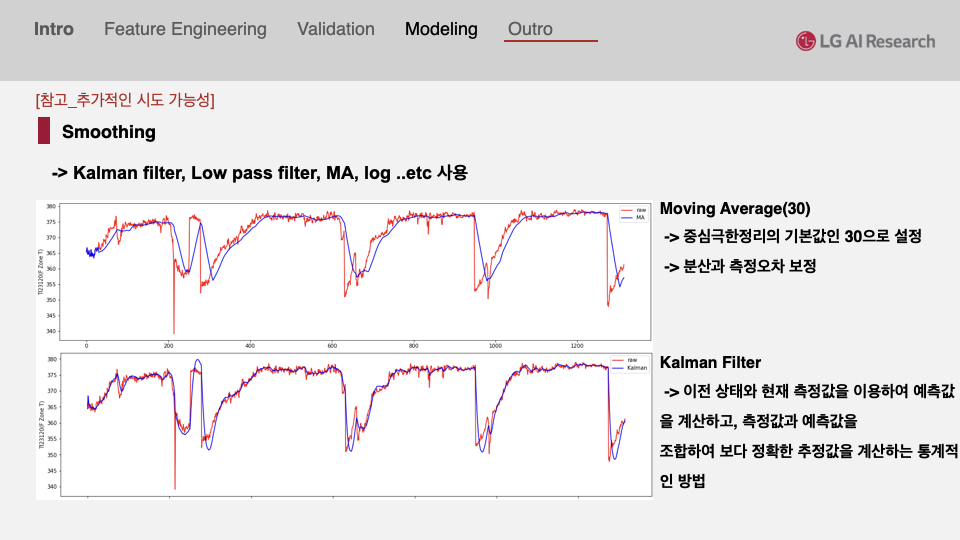 Intro Feature Engineering Validation Modeling Outro
LG AI Research
[참고_추가적인 시도 가능성]
Smoothing
-> Kalman filter, Low pass filter, MA, log ..etc 사용
380
375
370
365
360
355
350
345
340
TI23120(F Zone T)
raw
MA
0 200 400 600 800 1000 1200
Moving Average(30)
-> 중심극한정리의 기본값인 30으로 설정
-> 분산과 측정오차 보정
380
375
370
365
360
355
350
345
340
TI23120(F Zone T)
raw
Kalman
Kalman Filter
-> 이전 상태와 현재 측정값을 이용하여 예측값
을 계산하고, 측정값과 예측값을
조합하여 보다 정확한 추정값을 계산하는 통계적
인 방법